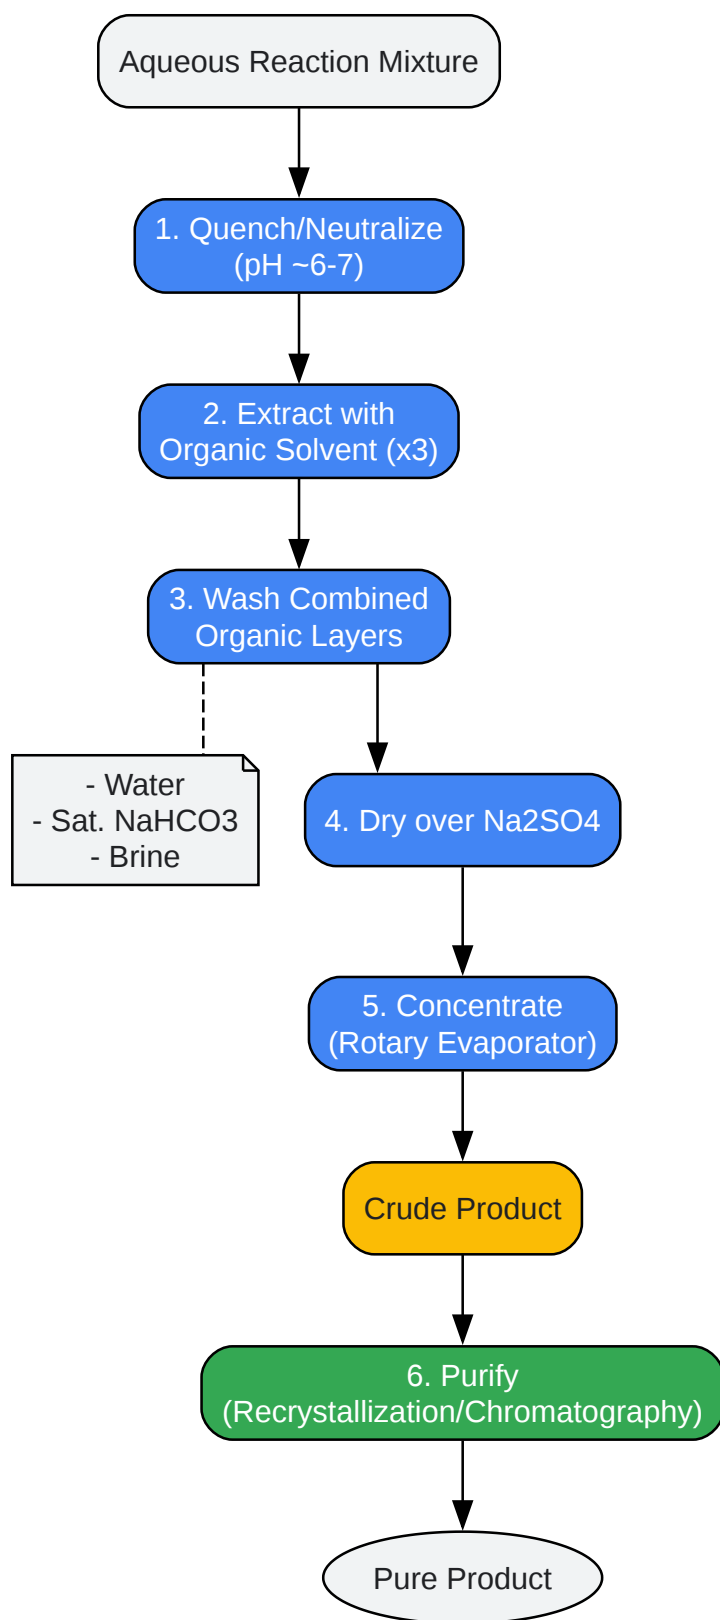 Aqueous Reaction Mixture
1. Quench/Neutralize
(pH ~6-7)
2. Extract with
Organic Solvent (x3)
3. Wash Combined
Organic Layers
- Water
- Sat. NaHCO3
- Brine
4. Dry over Na2SO4
5. Concentrate
(Rotary Evaporator)
Crude Product
6. Purify
(Recrystallization/Chromatography)
Pure Product